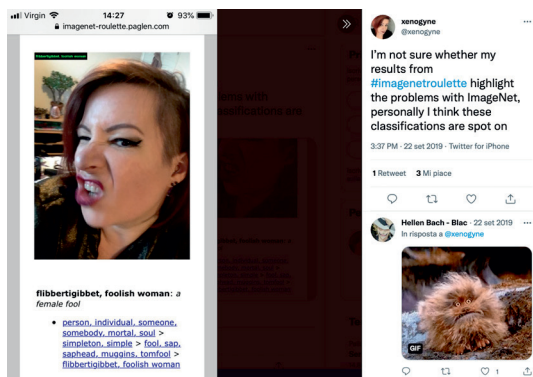 Virgin
14:27
93%
imagenet-roulette.paglen.com
flibbertigibbet, foolish woman
flibbertigibbet, foolish woman: a
female fool
person, individual, someone,
somebody, mortal, soul >
simpleton, simple > fool, sap,
saphead, muggins, tomfool >
flibbertigibbet, foolish woman
xenogyne
@xenogyne
I'm not sure whether my
results from
#imagenetroulette highlight
the problems with ImageNet,
personally I think these
classifications are spot on
3:37 PM · 22 set 2019 · Twitter for iPhone
1 Retweet 3 Mi piace
Hellen Bach - Blac · 22 set 2019
In risposta a @xenogyne
GIF
1